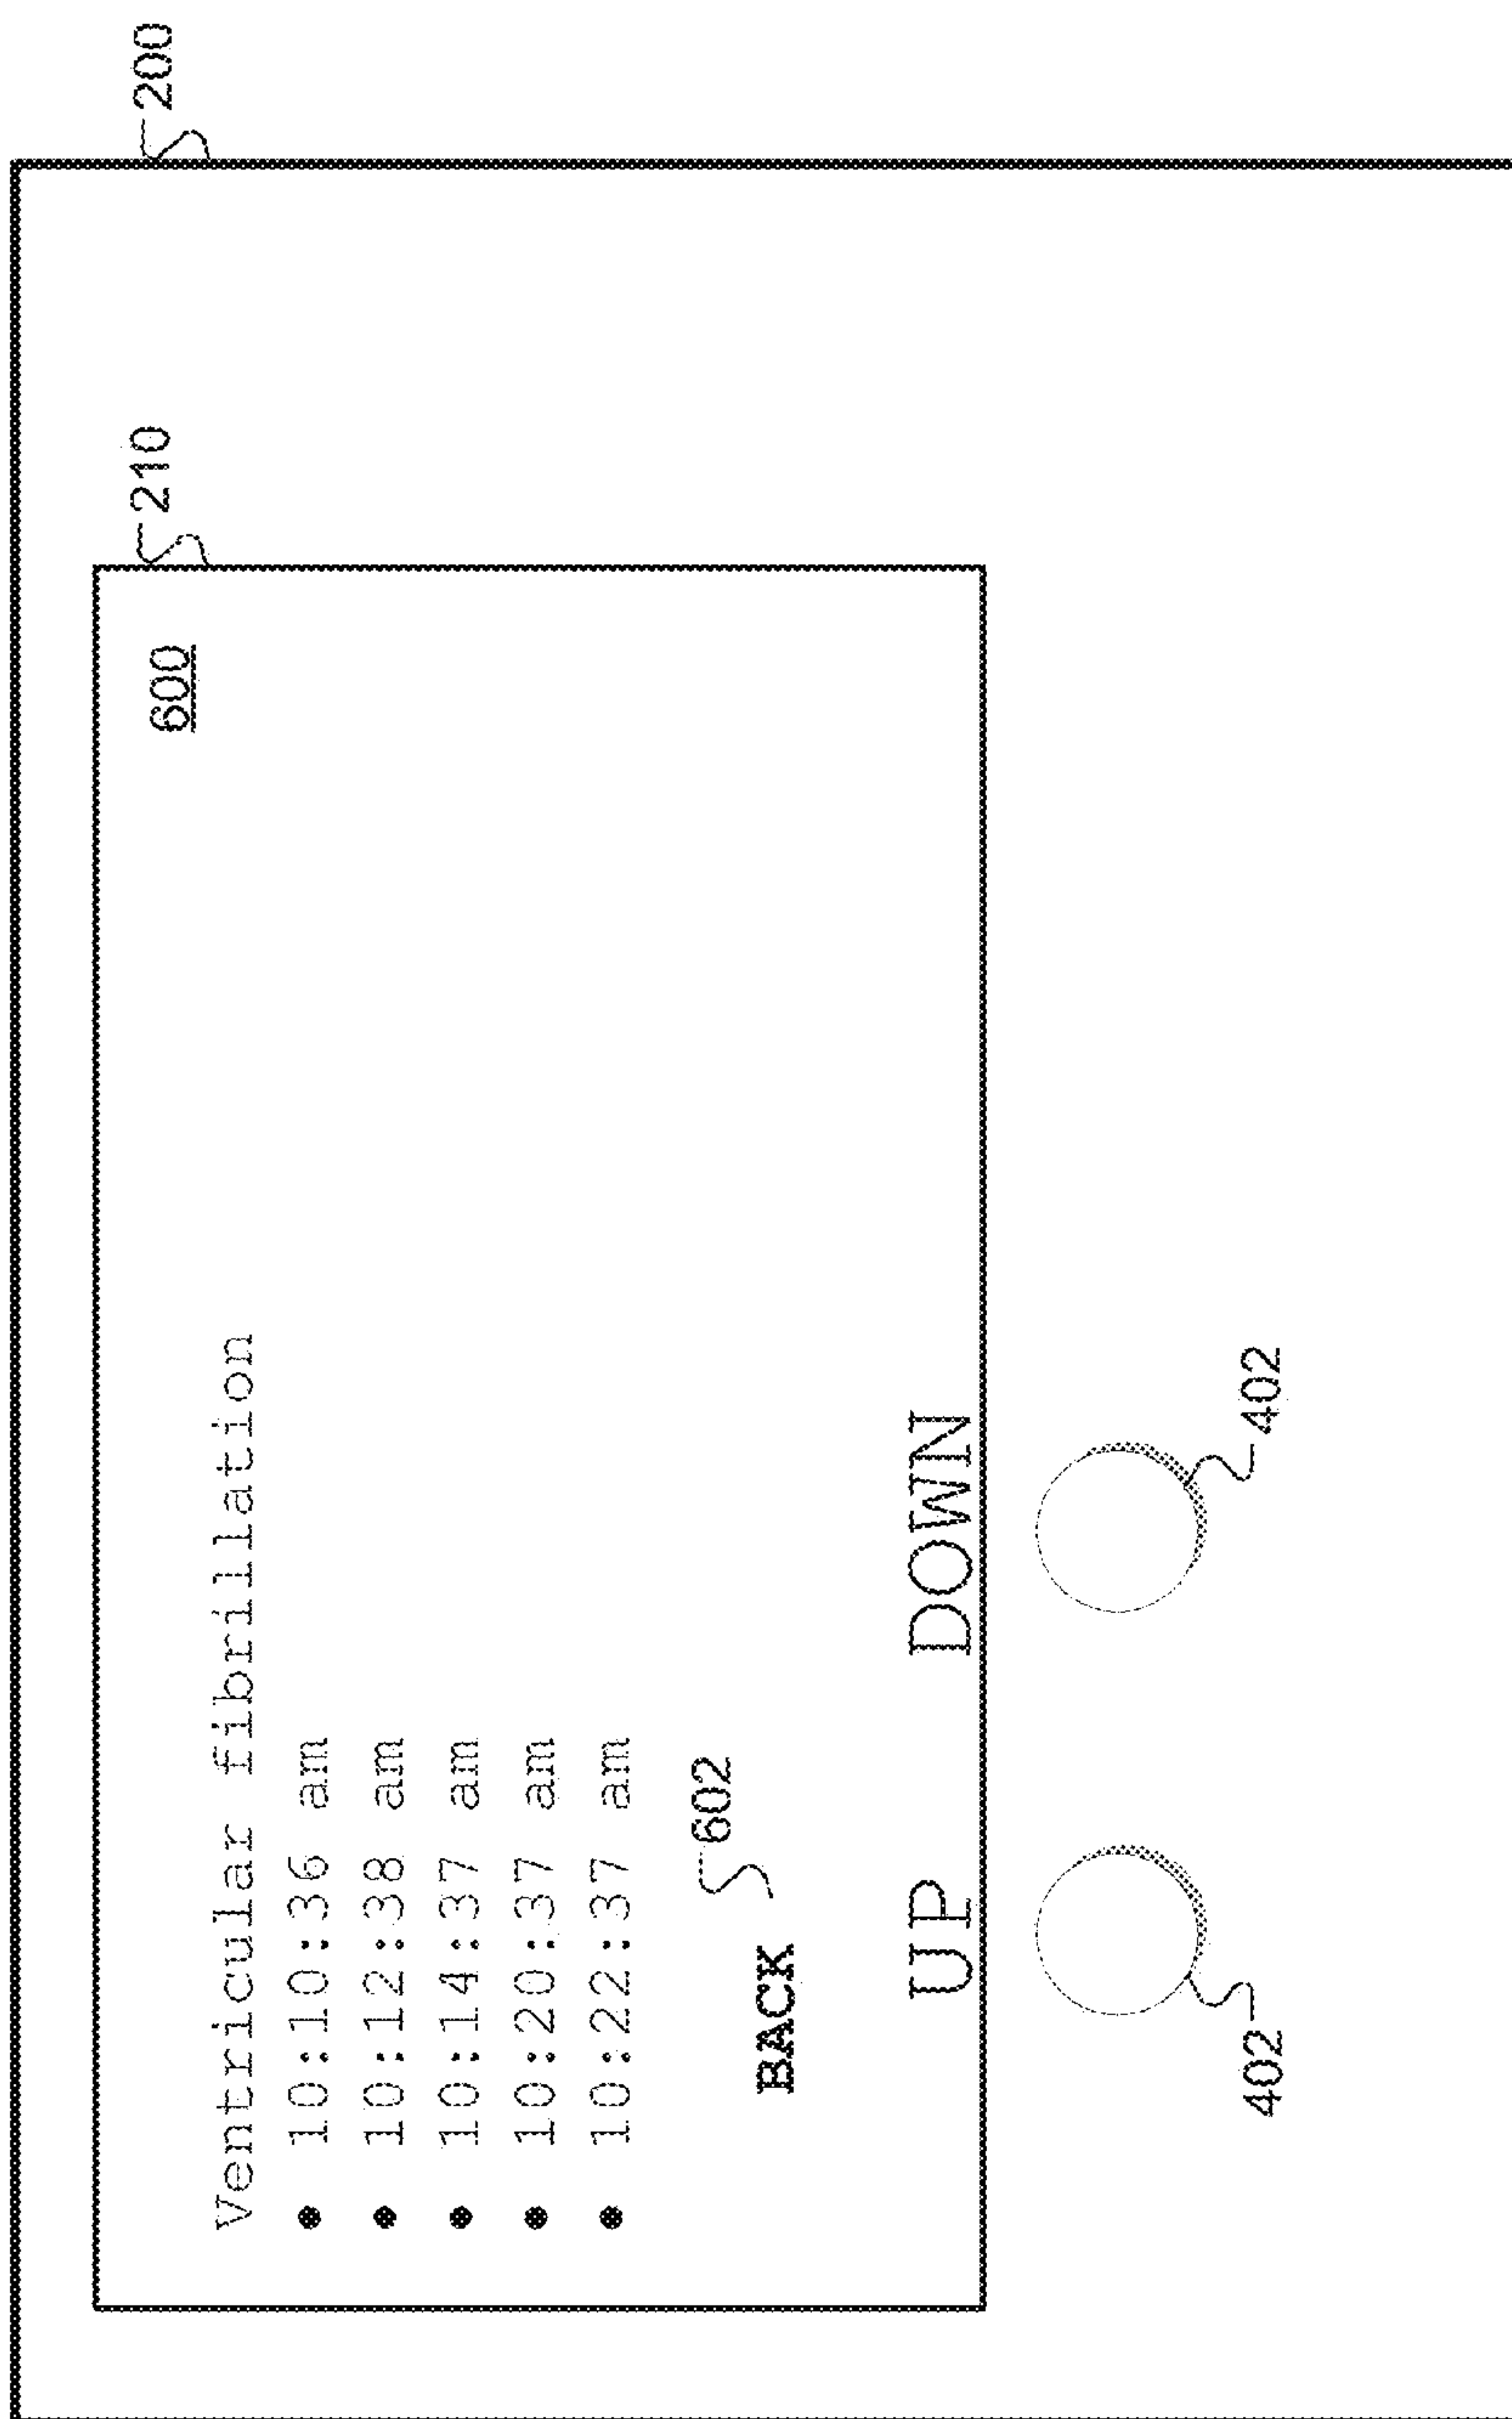 200
210
600
Ventricular fibrillation
• 10:10:36 am
• 10:12:38 am
• 10:14:37 am
• 10:20:37 am
• 10:22:37 am
602
BACK
UP DOWN
402 402